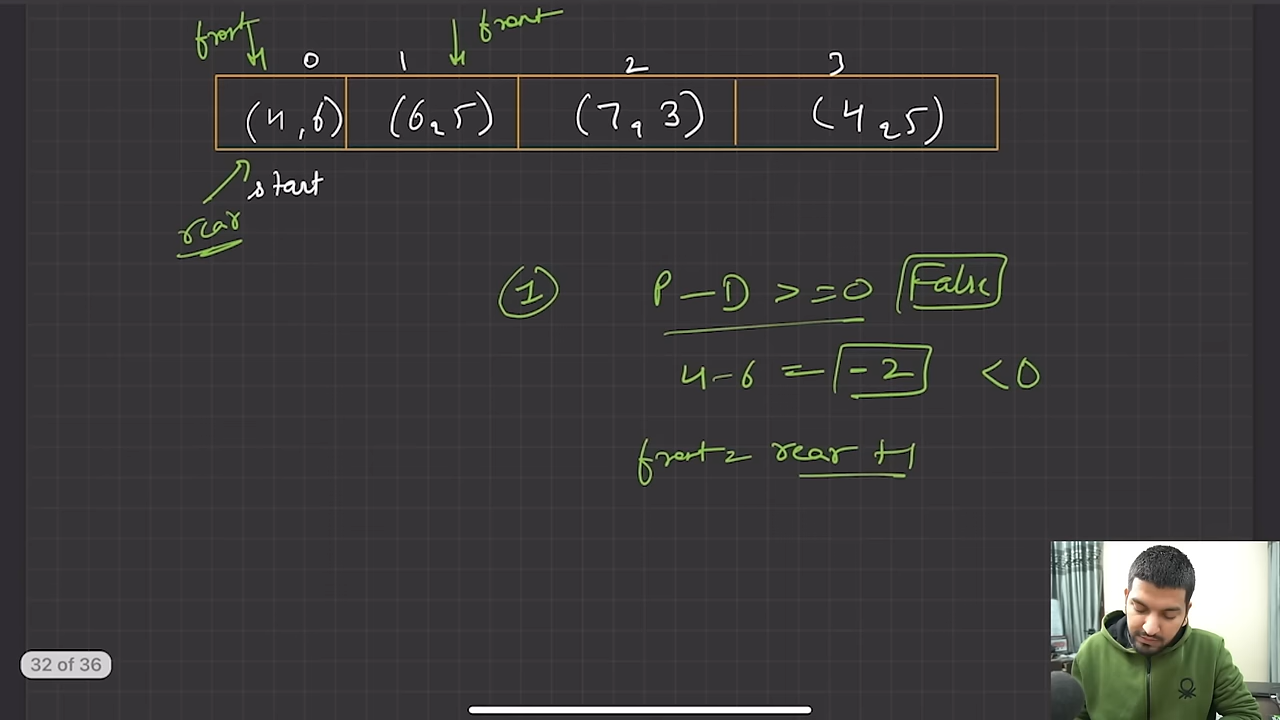 front front
0 1 2 3
(4,6) (6,5) (7,3) (4,5)
start
rear
① P-D >=0 False
4-6 = -2 <0
front = rear +1
32 of 36